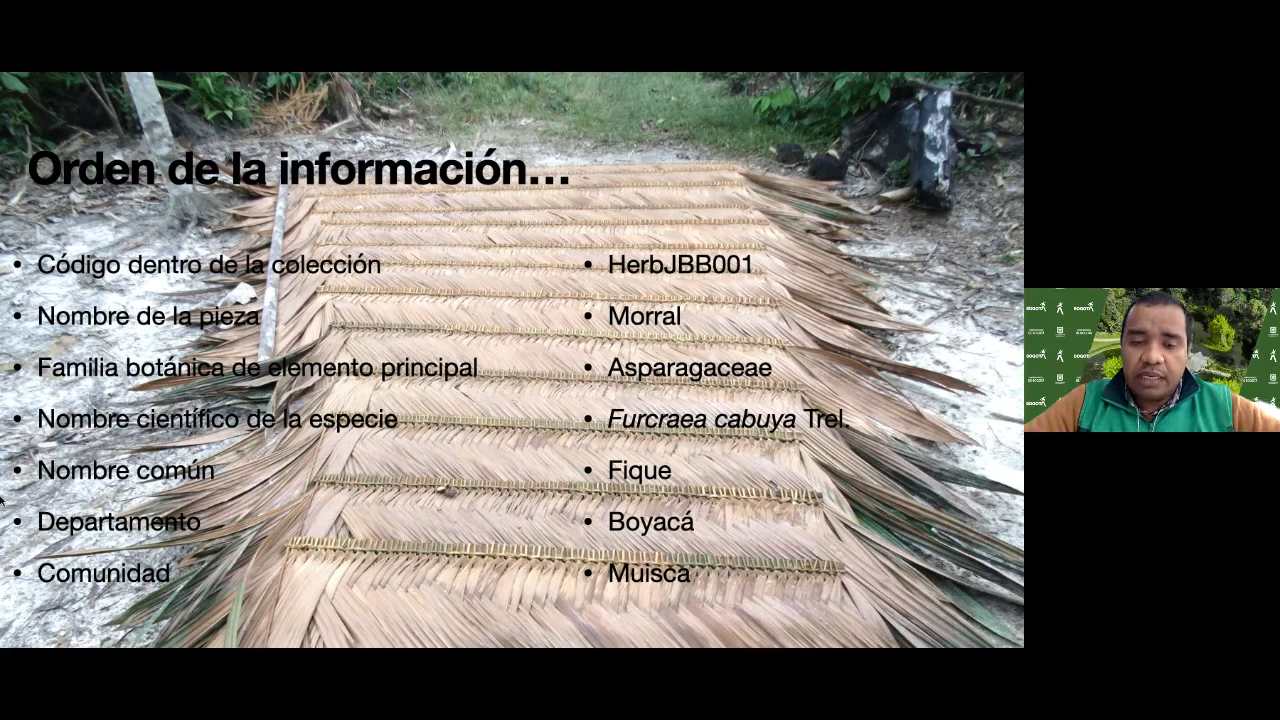 Orden de la información...
• Código dentro de la colección
• HerbJBB001
• Nombre de la pieza
• Morral
• Familia botánica de elemento principal
• Asparagaceae
• Nombre científico de la especie
• Furcraea cabuya Trel.
• Nombre común
• Fique
• Departamento
• Boyacá
• Comunidad
• Muisca
BOGOTÁ